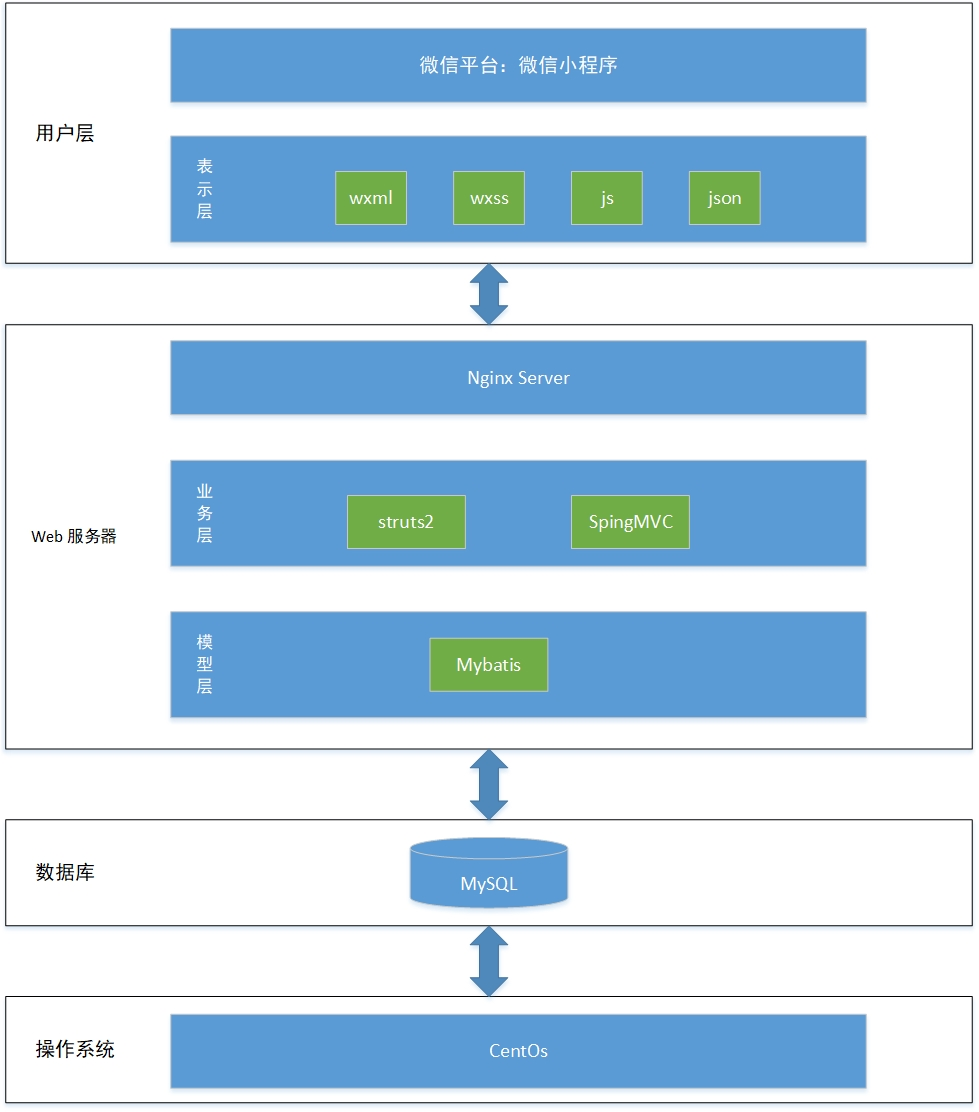 微信平台：微信小程序
用户层
表示层
wxml
wxss
js
json
Nginx Server
业务层
struts2
SpingMVC
Web 服务器
模型层
Mybatis
数据库
MySQL
操作系统
CentOs